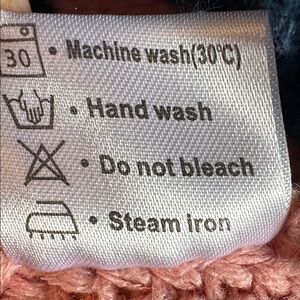 30 • Machine wash(30℃)
• Hand wash
• Do not bleach
• Steam iron